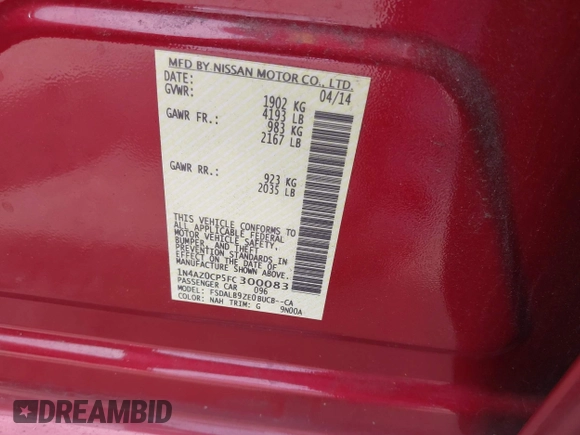 MFD BY NISSAN MOTOR CO., LTD.
DATE: 04/14
GVWR: 1902 KG
4193 LB
GAWR FR.: 983 KG
2167 LB
GAWR RR.: 923 KG
2035 LB
THIS VEHICLE CONFORMS TO
ALL APPLICABLE FEDERAL
MOTOR VEHICLE SAFETY,
BUMPER, AND THEFT
PREVENTION STANDARDS
IN EFFECT ON THE DATE OF
MANUFACTURE SHOWN ABOVE.
1N4AZ0CP5FC300083
PASSENGER CAR 096
MODEL: FSDALB9ZE0BUCB--CA
COLOR: NAH TRIM: G 9N00A
DREAMBID